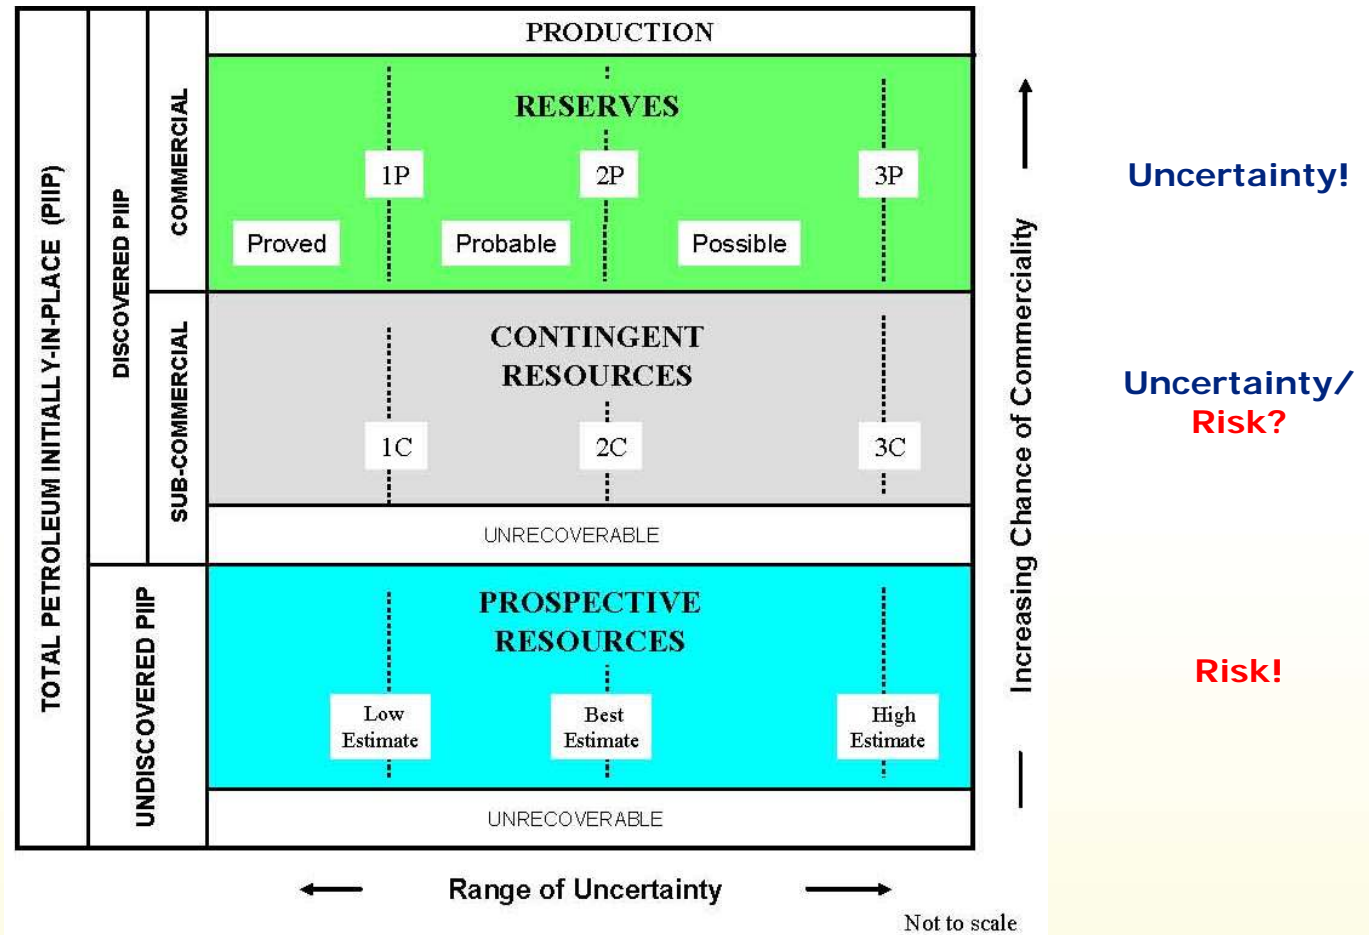 TOTAL PETROLEUM INITIALLY-IN-PLACE (PIIP)
DISCOVERED PIIP
COMMERCIAL
PRODUCTION
RESERVES
1P
2P
3P
Proved
Probable
Possible
SUB-COMMERCIAL
CONTINGENT
RESOURCES
1C
2C
3C
UNRECOVERABLE
UNDISCOVERED PIIP
PROSPECTIVE
RESOURCES
Low
Estimate
Best
Estimate
High
Estimate
UNRECOVERABLE
Increasing Chance of Commerciality
Uncertainty!
Uncertainty/
Risk?
Risk!
Range of Uncertainty
Not to scale